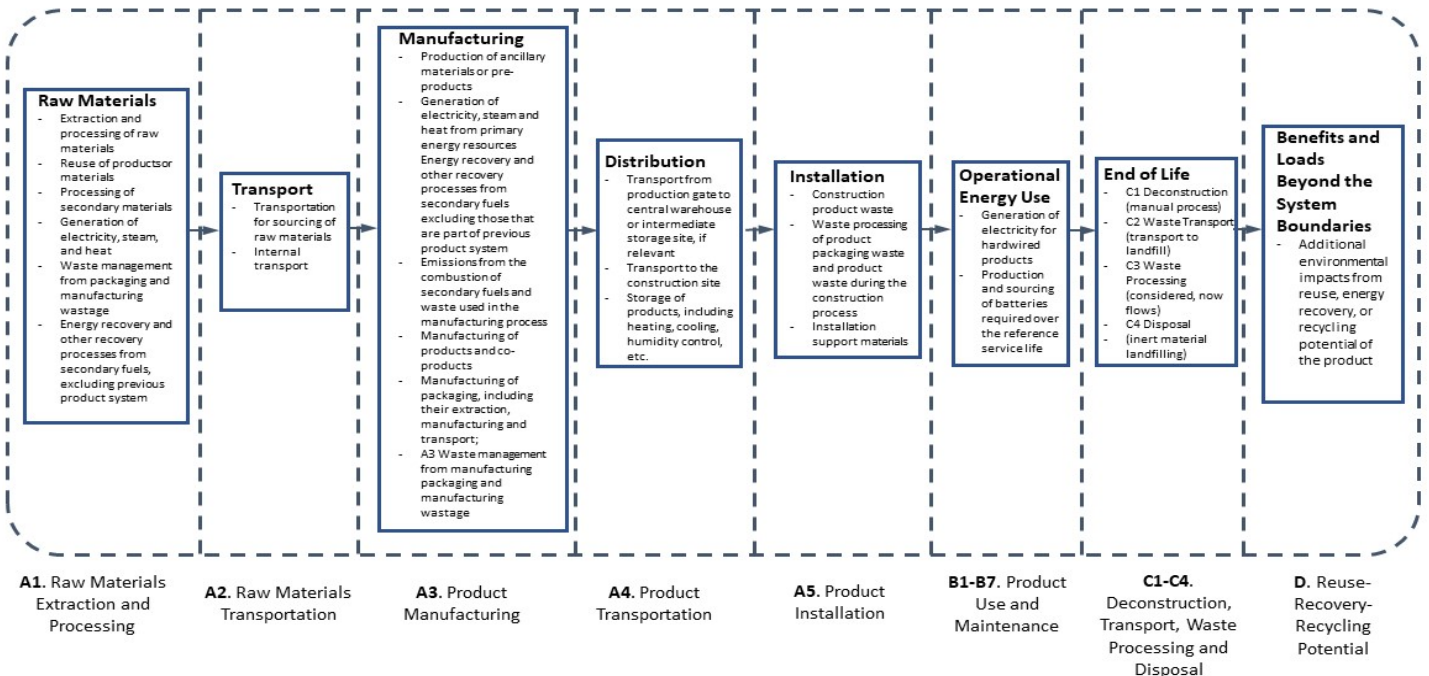 Raw Materials
- Extraction and
processing of raw
materials
- Reuse of productsor
materials
- Processing of
secondary materials
- Generation of
electricity, steam,
and heat
- Waste management
from packaging and
manufacturing
wastage
- Energy recovery and
other recovery
processes from
secondary fuels,
excluding previous
product system
Transport
- Transportation
for sourcing of
raw materials
- Internal
transport
Manufacturing
- Production of ancillary
materials or pre-
products
- Generation of
electricity, steam and
heat from primary
energy resources
Energy recovery and
other recovery
processes from
secondary fuels
excluding those that
are part of previous
product system
- Emissions from the
combustion of
secondary fuels and
waste used in the
manufacturing process
- Manufacturing of
products and co-
products
- Manufacturing of
packaging, including
their extraction,
manufacturing and
transport;
- A3 Waste management
from manufacturing
packaging and
manufacturing
wastage
Distribution
- Transport from
production gate to
central warehouse
or intermediate
storage site, if
relevant
- Transport to the
construction site
- Storage of
products, including
heating, cooling,
humidity control,
etc.
Installation
- Construction
product waste
- Waste processing
of product
packaging waste
and product
waste during the
construction
process
- Installation
support materials
Operational
Energy Use
- Generation of
electricity for
hardwired
products
- Production
and sourcing
of batteries
required over
the reference
service life
End of Life
- C1 Deconstruction
(manual process)
- C2 Waste Transport
(transport to
landfill)
- C3 Waste
Processing
(considered, now
flows)
- C4 Disposal
- (inert material
landfilling)
Benefits and
Loads
Beyond the
System
Boundaries
- Additional
environmental
impacts from
reuse, energy
recovery, or
recycling
potential of
the product
A1. Raw Materials
Extraction and
Processing
A2. Raw Materials
Transportation
A3. Product
Manufacturing
A4. Product
Transportation
A5. Product
Installation
B1-B7. Product
Use and
Maintenance
C1-C4.
Deconstruction,
Transport, Waste
Processing and
Disposal
D. Reuse-
Recovery-
Recycling
Potential